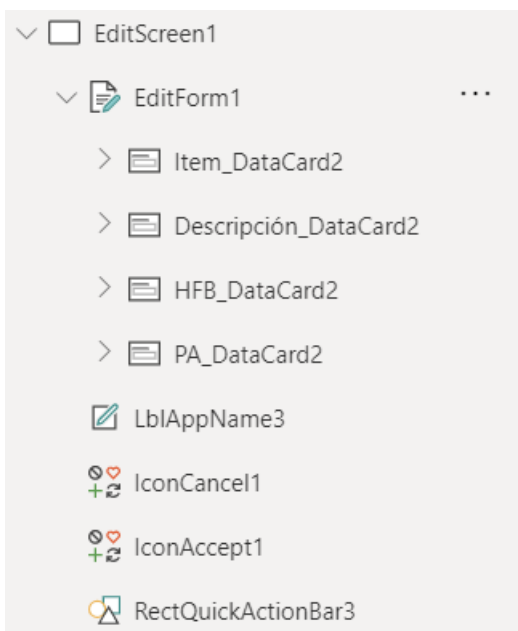 EditScreen1
EditForm1 ...
Item_DataCard2
Descripción_DataCard2
HFB_DataCard2
PA_DataCard2
LblAppName3
IconCancel1
IconAccept1
RectQuickActionBar3